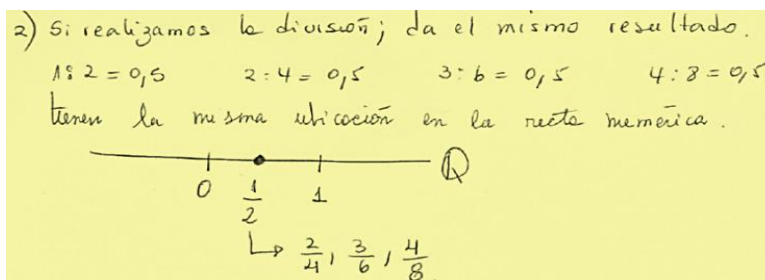 2) Si realizamos la división; da el mismo resultado.
1:2 = 0,5 2:4 = 0,5 3:6 = 0,5 4:8 = 0,5
tienen la misma ubicación en la recta numérica.
0 1/2 1 Q
↳ 2/4, 3/6, 4/8